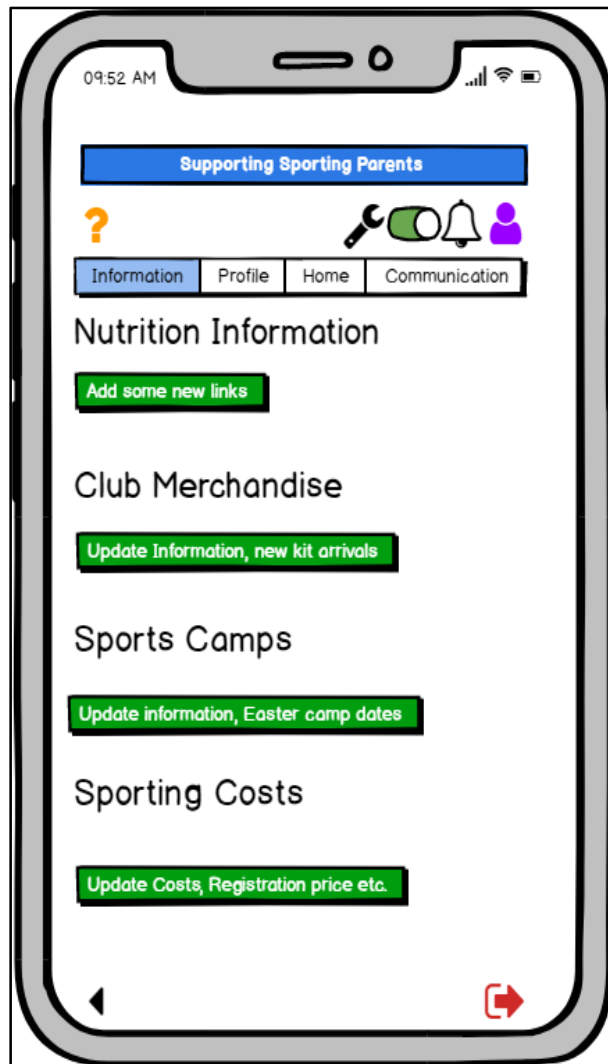 09:52 AM
Supporting Sporting Parents
?
Information Profile Home Communication
Nutrition Information
Add some new links
Club Merchandise
Update Information, new kit arrivals
Sports Camps
Update information, Easter camp dates
Sporting Costs
Update Costs, Registration price etc.